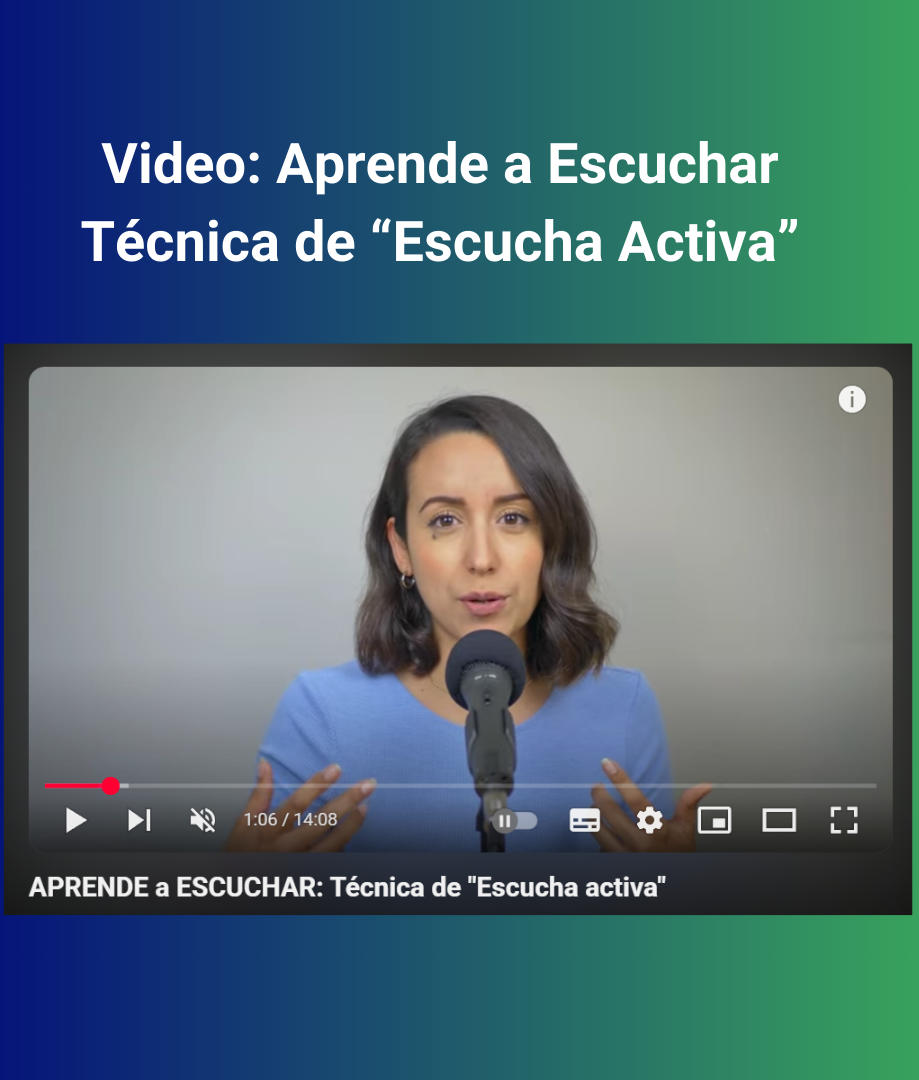 Video: Aprende a Escuchar
Técnica de “Escucha Activa”
i
1:06 / 14:08
APRENDE a ESCUCHAR: Técnica de "Escucha activa"